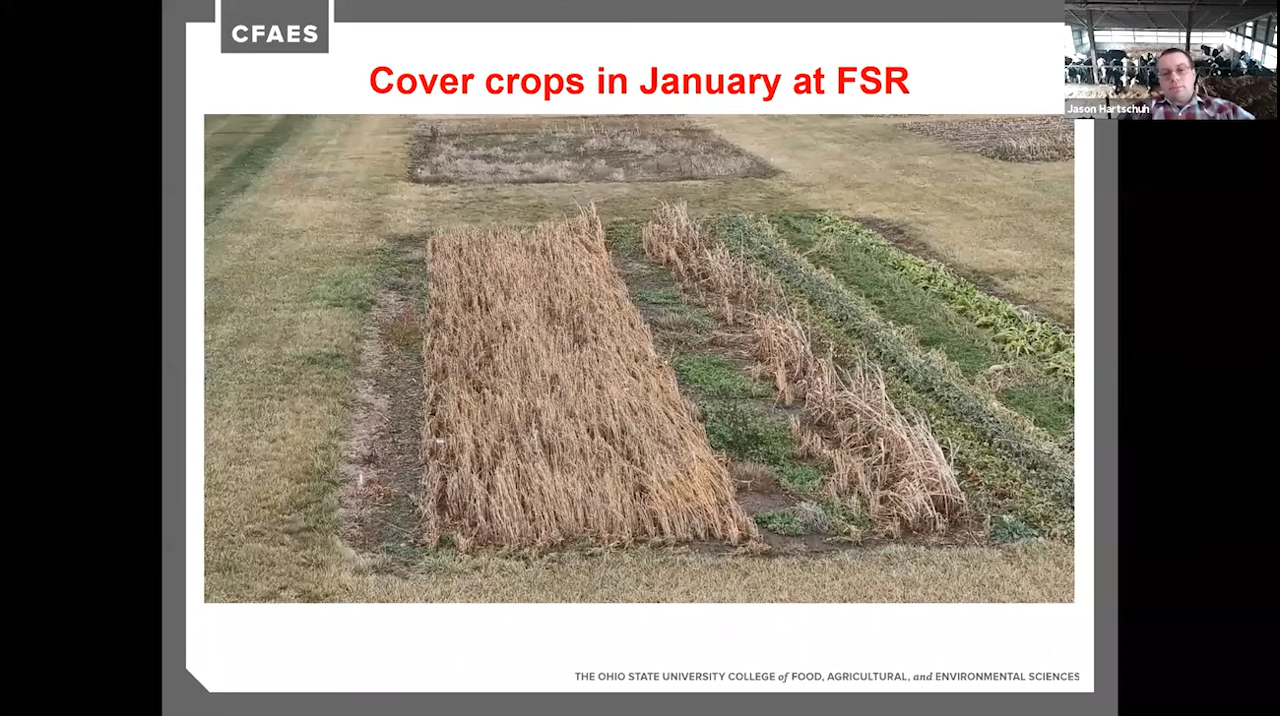 CFAES
Cover crops in January at FSR
Jason Hartschuh
THE OHIO STATE UNIVERSITY COLLEGE of FOOD, AGRICULTURAL, and ENVIRONMENTAL SCIENCES